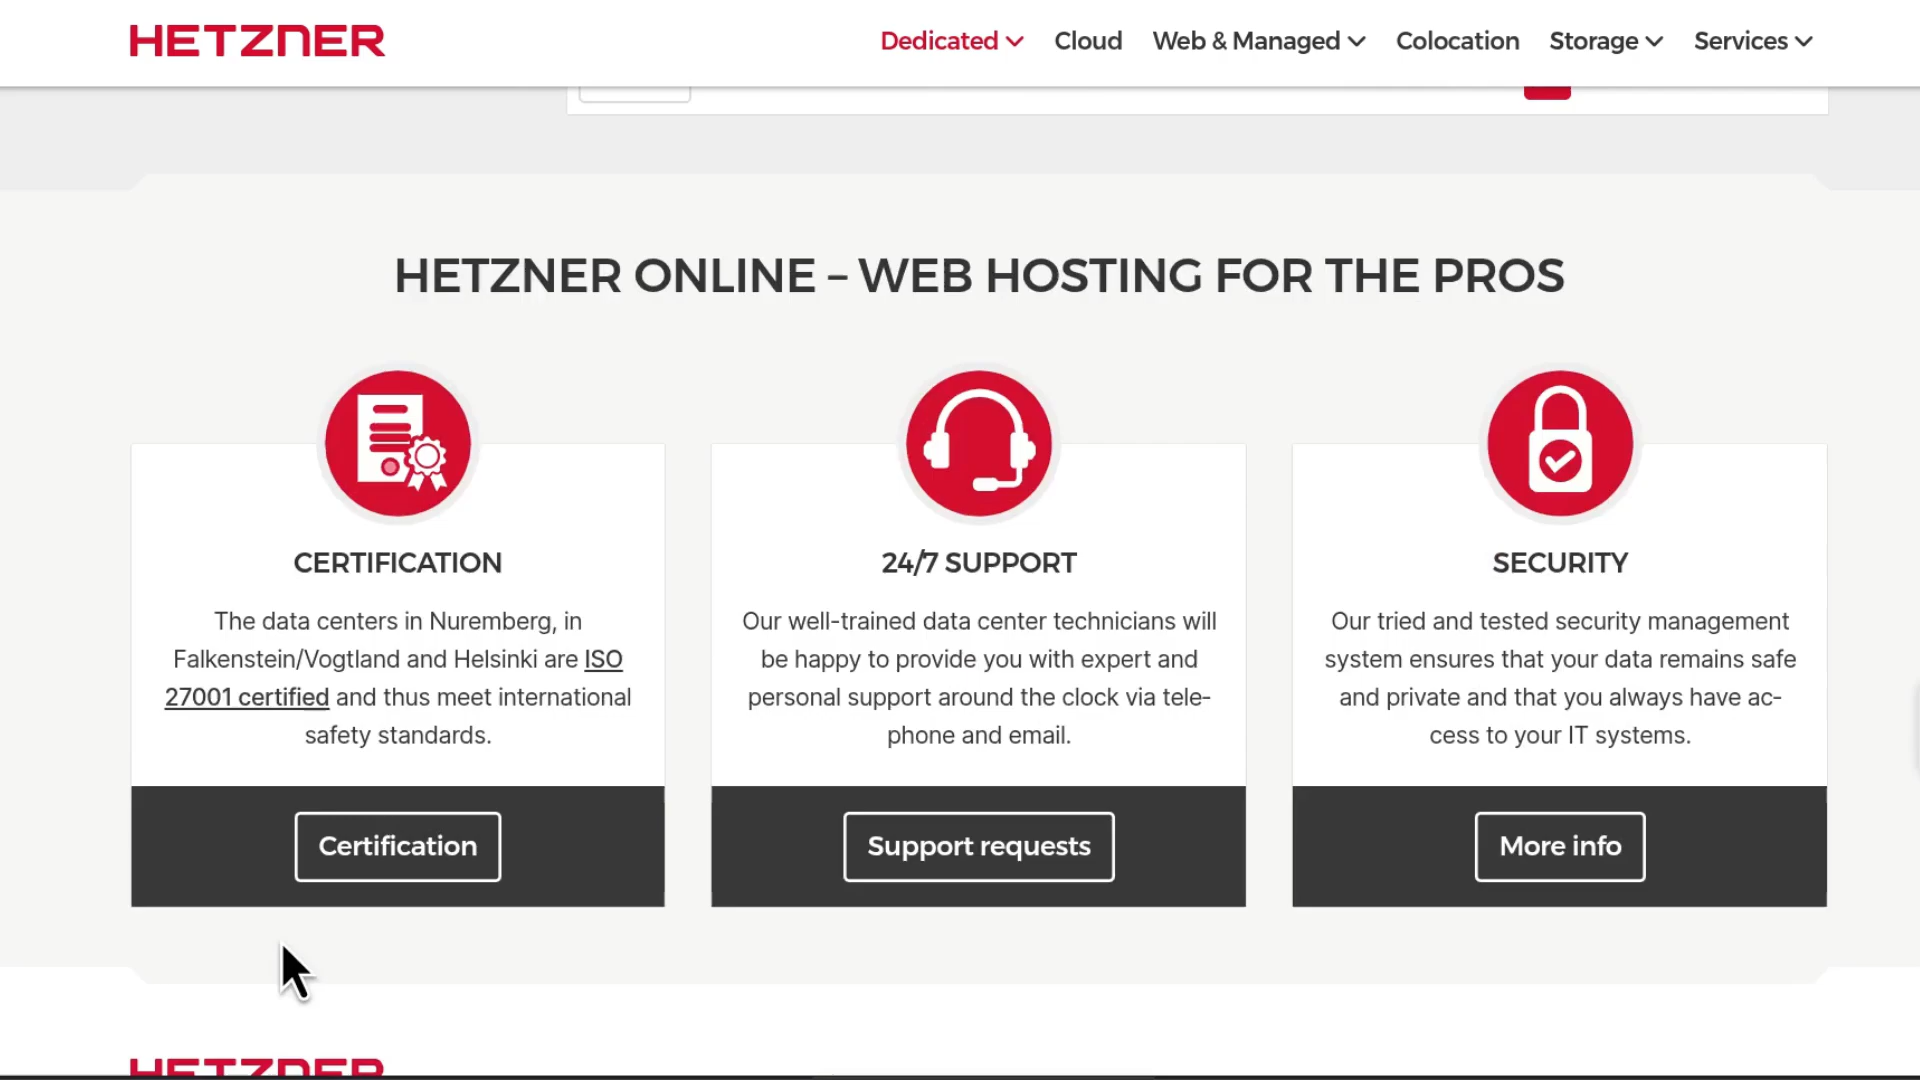 HETZNER
Dedicated
Cloud
Web & Managed
Colocation
Storage
Services
HETZNER ONLINE – WEB HOSTING FOR THE PROS
CERTIFICATION
The data centers in Nuremberg, in
Falkenstein/Vogtland and Helsinki are ISO
27001 certified and thus meet international
safety standards.
Certification
24/7 SUPPORT
Our well-trained data center technicians will
be happy to provide you with expert and
personal support around the clock via tele-
phone and email.
Support requests
SECURITY
Our tried and tested security management
system ensures that your data remains safe
and private and that you always have ac-
cess to your IT systems.
More info
HETZNER